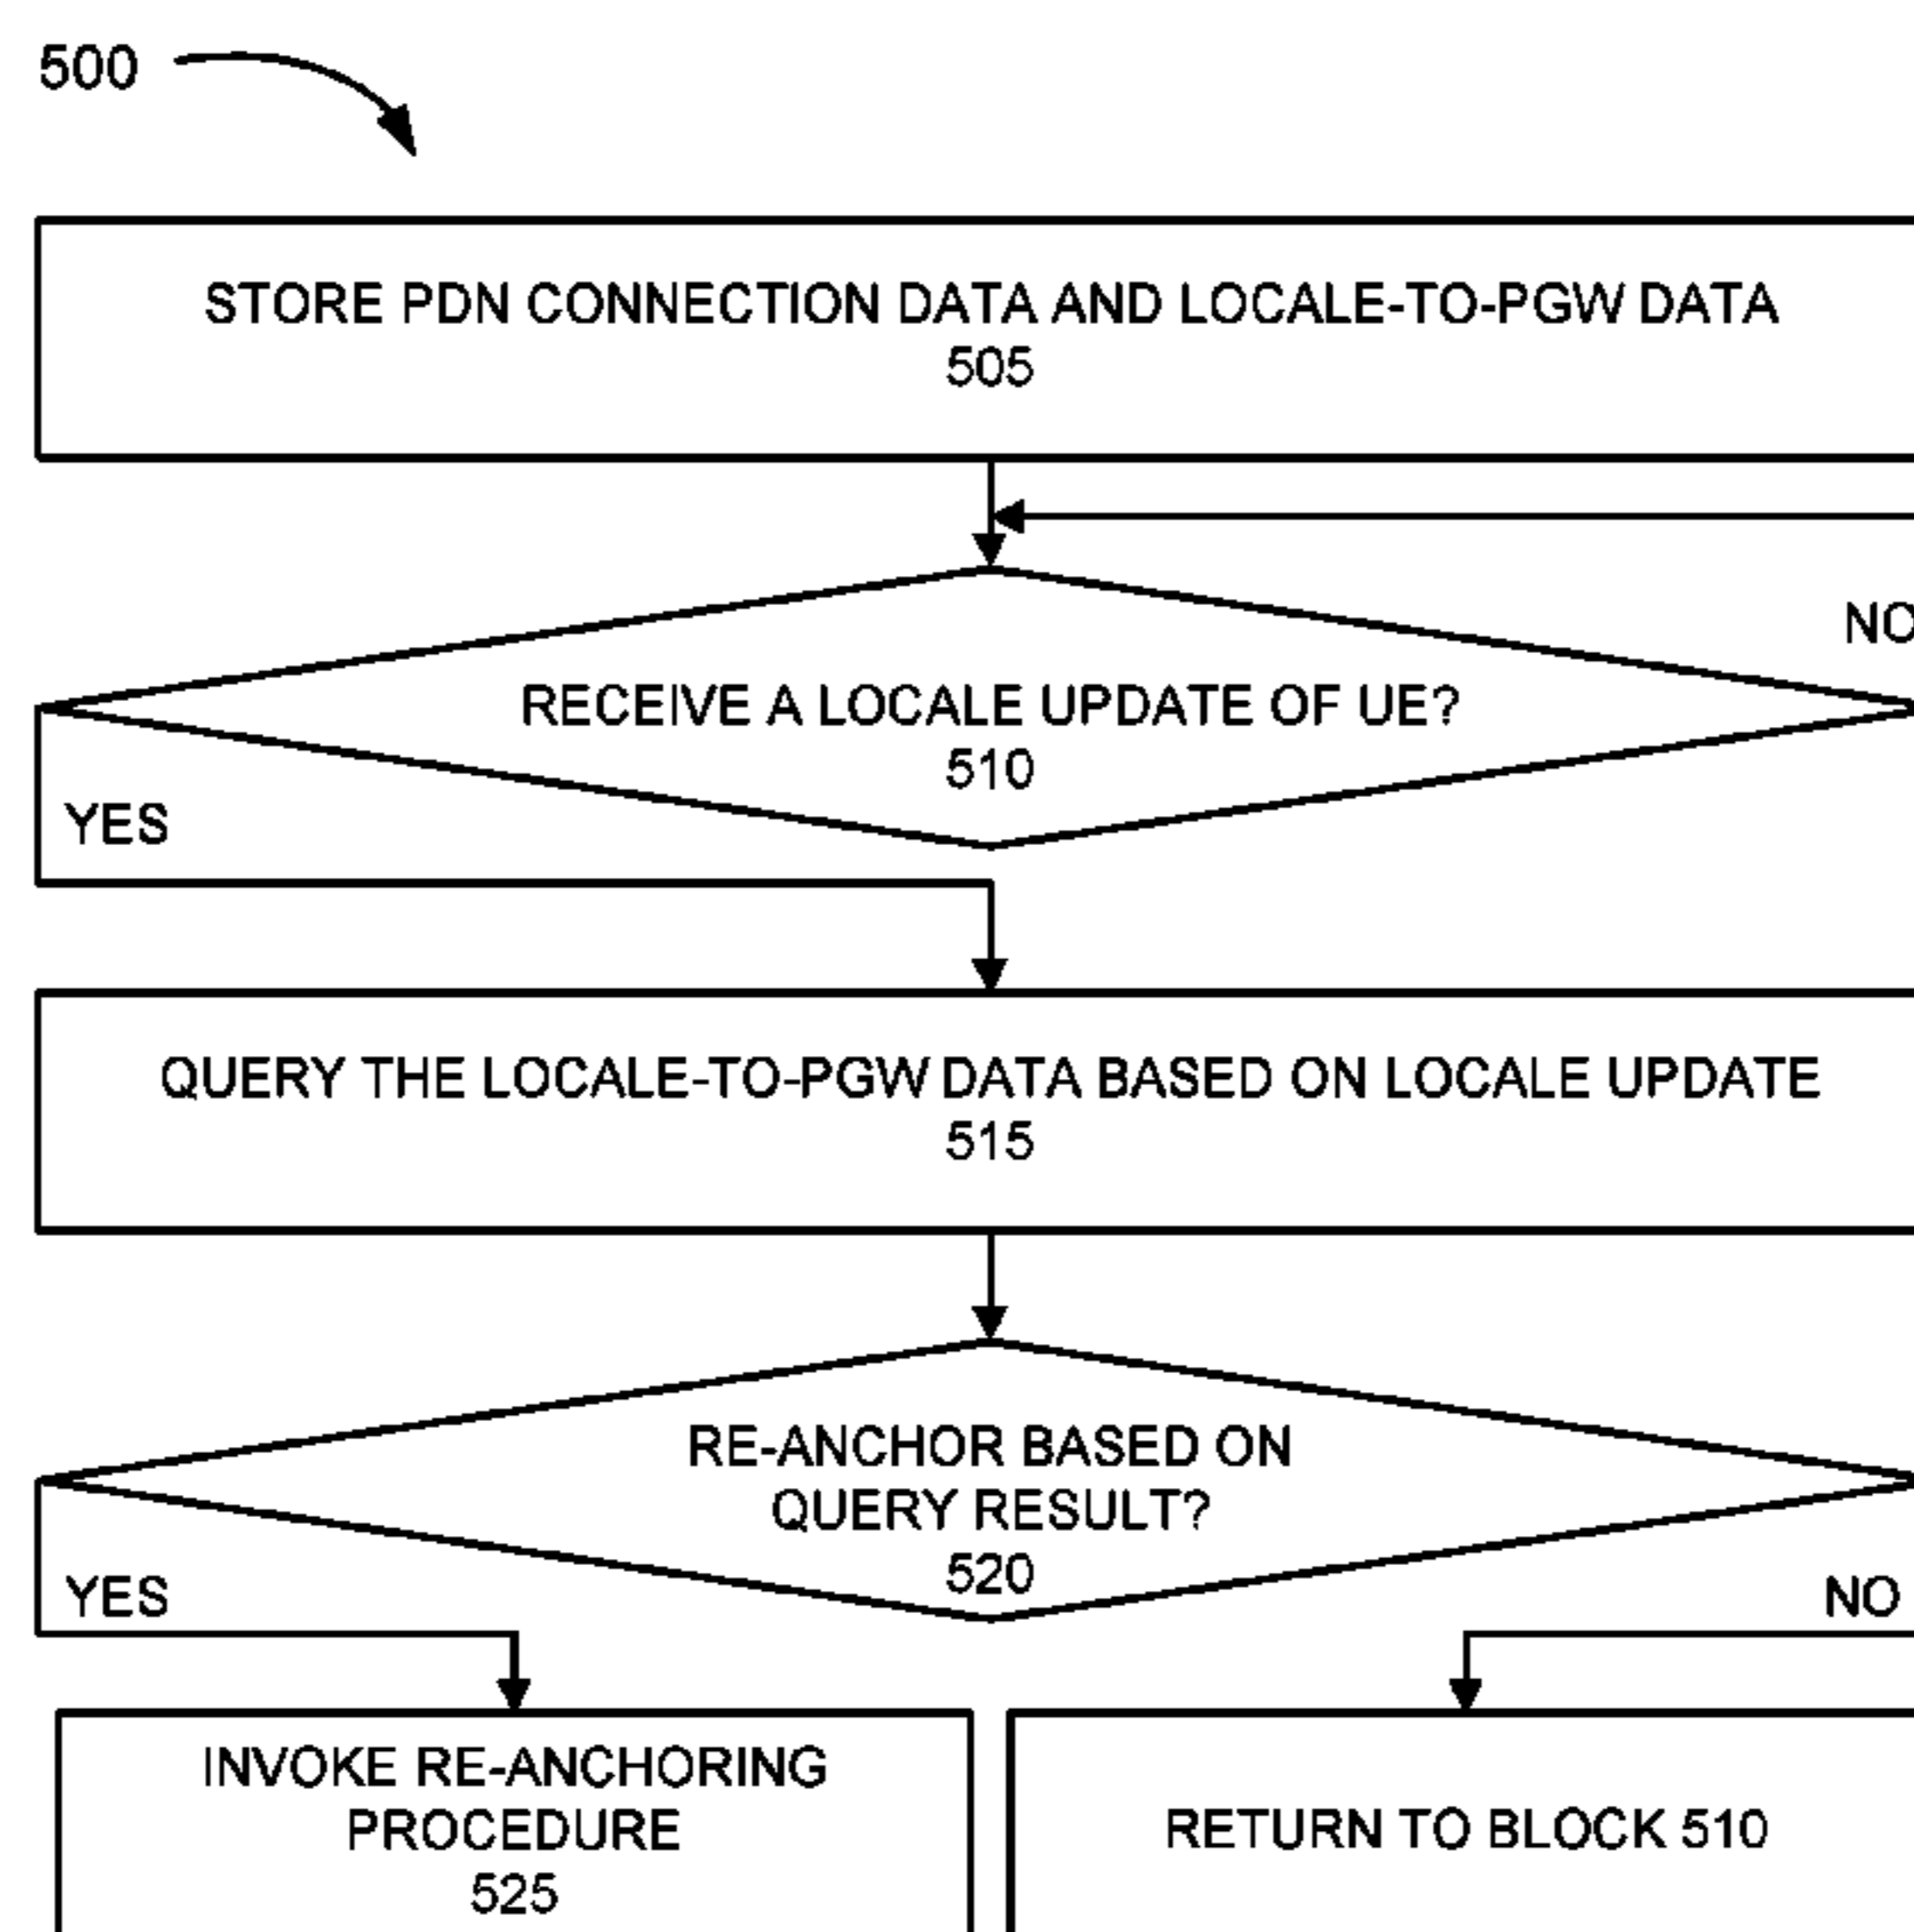 500
STORE PDN CONNECTION DATA AND LOCALE-TO-PGW DATA
505
NO
RECEIVE A LOCALE UPDATE OF UE?
510
YES
QUERY THE LOCALE-TO-PGW DATA BASED ON LOCALE UPDATE
515
RE-ANCHOR BASED ON
QUERY RESULT?
520
YES
NO
INVOKE RE-ANCHORING
PROCEDURE
525
RETURN TO BLOCK 510